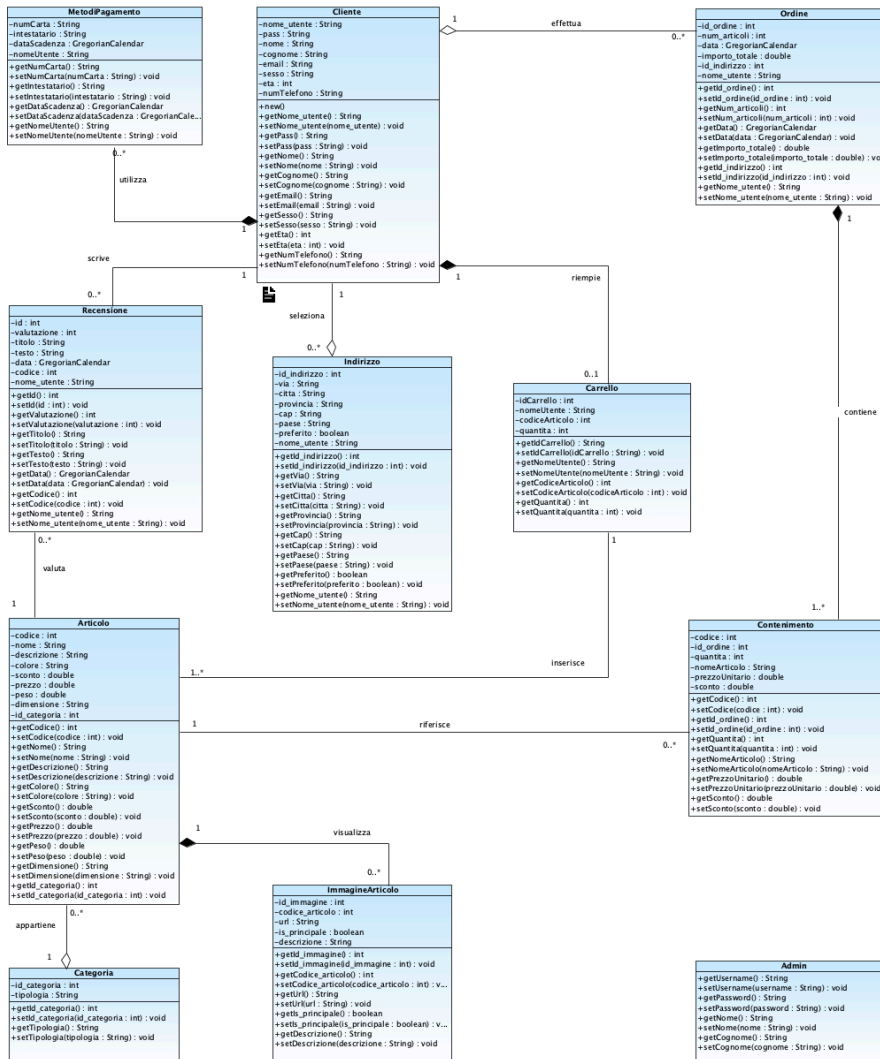 MetodiPagamento
-numCarta : String
-intestatario : String
-dataScadenza : GregorianCalendar
-nomeUtente : String
+getNumCarta() : String
+setNumCarta(numCarta : String) : void
+getIntestatario() : String
+setIntestatario(intestatario : String) : void
+getDataScadenza() : GregorianCalendar
+setDataScadenza(dataScadenza : GregorianCale...
+getNomeUtente() : String
+setNomeUtente(nomeUtente : String) : void
0..*
utilizza
1
Cliente
-nome_utente : String
-pass : String
-nome : String
-cognome : String
-email : String
-sesso : String
-eta : int
-numTelefono : String
+new()
+getNome_utente() : String
+setNome_utente(nome_utente) : void
+getPass() : String
+setPass(pass : String) : void
+getNome() : String
+setNome(nome : String) : void
+getCognome() : String
+setCognome(cognome : String) : void
+getEmail() : String
+setEmail(email : String) : void
+getSesso() : String
+setSesso(sesso : String) : void
+getEta() : int
+setEta(eta : int) : void
+getNumTelefono() : String
+setNumTelefono(numTelefono : String) : void
1
effettua
0..*
Ordine
-id_ordine : int
-num_articoli : int
-data : GregorianCalendar
-importo_totale : double
-id_indirizzo : int
-nome_utente : String
+getId_ordine() : int
+setId_ordine(id_ordine : int) : void
+getNum_articoli() : int
+setNum_articoli(num_articoli : int) : void
+getData() : GregorianCalendar
+setData(data : GregorianCalendar) : void
+getImporto_totale() : double
+setImporto_totale(importo_totale : double) : vo
+getId_indirizzo() : int
+setId_indirizzo(id_indirizzo : int) : void
+getNome_utente() : String
+setNome_utente(nome_utente : String) : void
1
contiene
1..*
scrive
1
0..*
1
seleziona
0..*
1
riempie
0..1
Recensione
-id : int
-valutazione : int
-titolo : String
-testo : String
-data : GregorianCalendar
-codice : int
-nome_utente : String
+getId() : int
+setId(id : int) : void
+getValutazione() : int
+setValutazione(valutazione : int) : void
+getTitolo() : String
+setTitolo(titolo : String) : void
+getTesto() : String
+setTesto(testo : String) : void
+getData() : GregorianCalendar
+setData(data : GregorianCalendar) : void
+getCodice() : int
+setCodice(codice : int) : void
+getNome_utente() : String
+setNome_utente(nome_utente : String) : void
0..*
valuta
1
Indirizzo
-id_indirizzo : int
-via : String
-citta : String
-provincia : String
-cap : String
-paese : String
-preferito : boolean
-nome_utente : String
+getId_indirizzo() : int
+setId_indirizzo(id_indirizzo : int) : void
+getVia() : String
+setVia(via : String) : void
+getCitta() : String
+setCitta(citta : String) : void
+getProvincia() : String
+setProvincia(provincia : String) : void
+getCap() : String
+setCap(cap : String) : void
+getPaese() : String
+setPaese(paese : String) : void
+getPreferito() : boolean
+setPreferito(preferito : boolean) : void
+getNome_utente() : String
+setNome_utente(nome_utente : String) : void
Carrello
-idCarrello : int
-nomeUtente : String
-codiceArticolo : int
-quantita : int
+getIdCarrello() : String
+setIdCarrello(idCarrello : String) : void
+getNomeUtente() : String
+setNomeUtente(nomeUtente : String) : void
+getCodiceArticolo() : int
+setCodiceArticolo(codiceArticolo : int) : void
+getQuantita() : int
+setQuantita(quantita : int) : void
1
inserisce
1..*
Articolo
-codice : int
-nome : String
-descrizione : String
-colore : String
-sconto : double
-prezzo : double
-peso : double
-dimensione : String
-id_categoria : int
+getCodice() : int
+setCodice(codice : int) : void
+getNome() : String
+setNome(nome : String) : void
+getDescrizione() : String
+setDescrizione(descrizione : String) : void
+getColore() : String
+setColore(colore : String) : void
+getSconto() : double
+setSconto(sconto : double) : void
+getPrezzo() : double
+setPrezzo(prezzo : double) : void
+getPeso() : double
+setPeso(peso : double) : void
+getDimensione() : String
+setDimensione(dimensione : String) : void
+getId_categoria() : int
+setId_categoria(id_categoria : int) : void
1
riferisce
0..*
Contenimento
-codice : int
-id_ordine : int
-quantita : int
-nomeArticolo : String
-prezzoUnitario : double
-sconto : double
+getCodice() : int
+setCodice(codice : int) : void
+getId_ordine() : int
+setId_ordine(id_ordine : int) : void
+getQuantita() : int
+setQuantita(quantita : int) : void
+getNomeArticolo() : String
+setNomeArticolo(nomeArticolo : String) : void
+getPrezzoUnitario() : double
+setPrezzoUnitario(prezzoUnitario : double) : void
+getSconto() : double
+setSconto(sconto : double) : void
1
visualizza
0..*
0..*
appartiene
1
Categoria
-id_categoria : int
-tipologia : String
+getId_categoria() : int
+setId_categoria(id_categoria : int) : void
+getTipologia() : String
+setTipologia(tipologia : String) : void
ImmagineArticolo
-id_immagine : int
-codice_articolo : int
-url : String
-is_principale : boolean
-descrizione : String
+getId_immagine() : int
+setId_immagine(id_immagine : int) : void
+getCodice_articolo() : int
+setCodice_articolo(codice_articolo : int) : v...
+getUrl() : String
+setUrl(url : String) : void
+getIs_principale() : boolean
+setIs_principale(is_principale : boolean) : v...
+getDescrizione() : String
+setDescrizione(descrizione : String) : void
Admin
+getUsername() : String
+setUsername(username : String) : void
+getPassword() : String
+setPassword(password : String) : void
+getNome() : String
+setNome(nome : String) : void
+getCognome() : String
+setCognome(cognome : String) : void